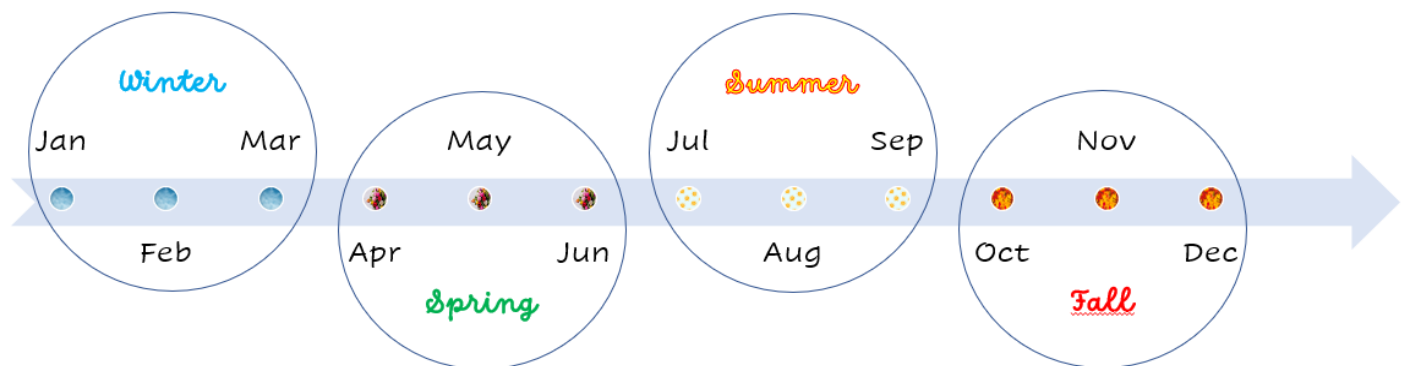 Winter
Jan
Mar
Feb
May
Apr
Jun
Spring
Summer
Jul
Sep
Aug
Nov
Oct
Dec
Fall